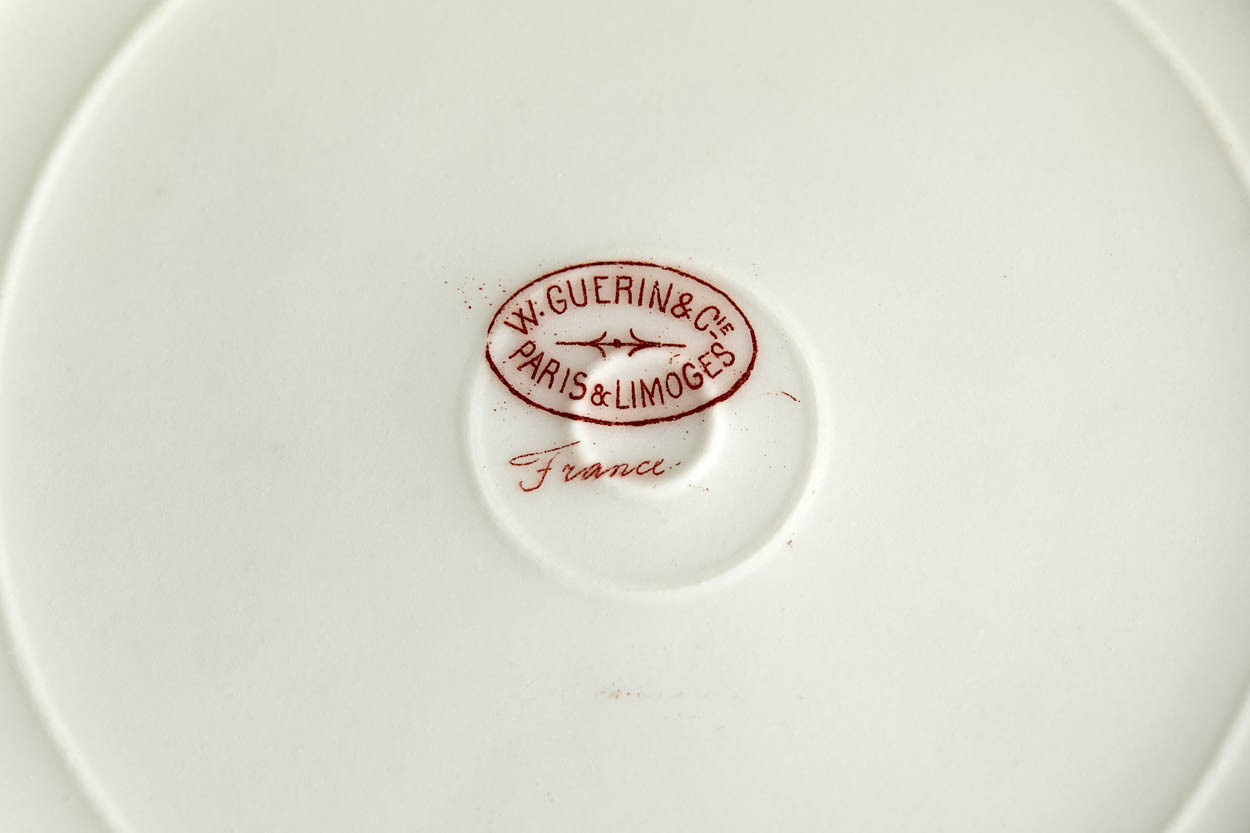 W. GUERIN & CIE
PARIS & LIMOGES
France